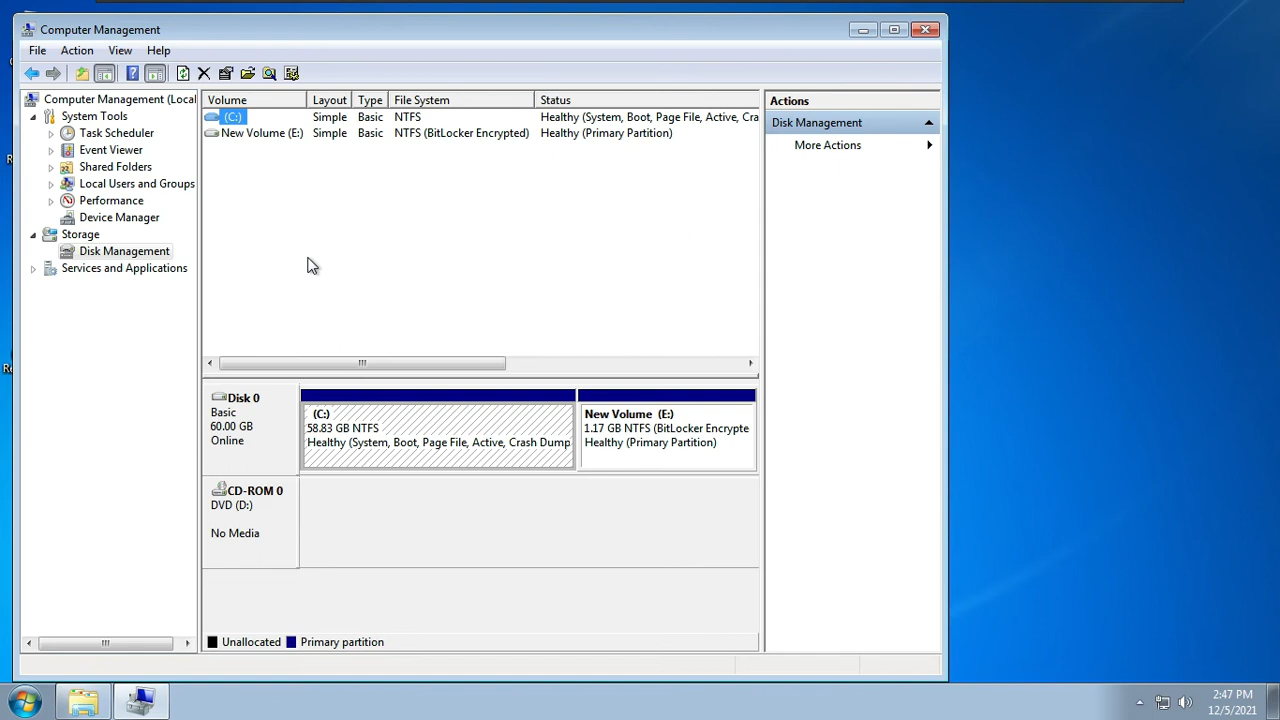 Computer Management
File Action View Help
Computer Management (Local
System Tools
Task Scheduler
Event Viewer
Shared Folders
Local Users and Groups
Performance
Device Manager
Storage
Disk Management
Services and Applications
Volume Layout Type File System Status
(C:) Simple Basic NTFS Healthy (System, Boot, Page File, Active, Cra
New Volume (E:) Simple Basic NTFS (BitLocker Encrypted) Healthy (Primary Partition)
Disk 0
Basic
60.00 GB
Online
(C:)
58.83 GB NTFS
Healthy (System, Boot, Page File, Active, Crash Dump
New Volume (E:)
1.17 GB NTFS (BitLocker Encrypte
Healthy (Primary Partition)
CD-ROM 0
DVD (D:)
No Media
Unallocated Primary partition
Actions
Disk Management
More Actions
2:47 PM
12/5/2021